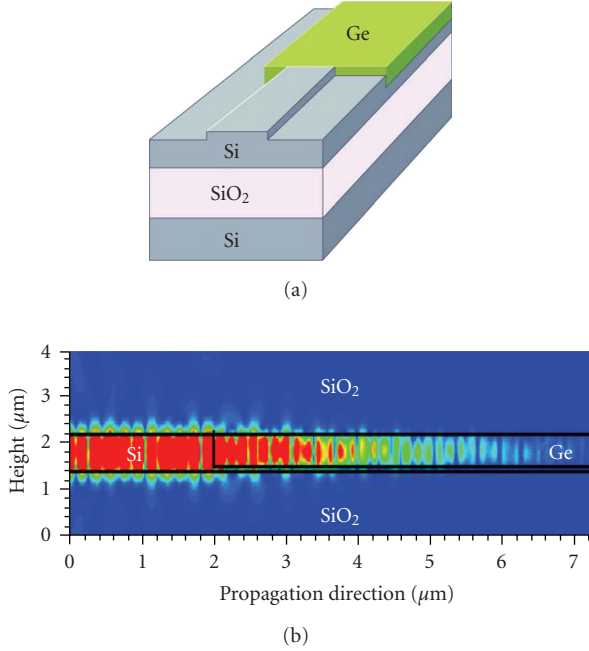 Ge
Si
SiO2
Si
(a)
4
3
2
1
0
Height (μm)
SiO2
Si
Ge
SiO2
0 1 2 3 4 5 6 7
Propagation direction (μm)
(b)